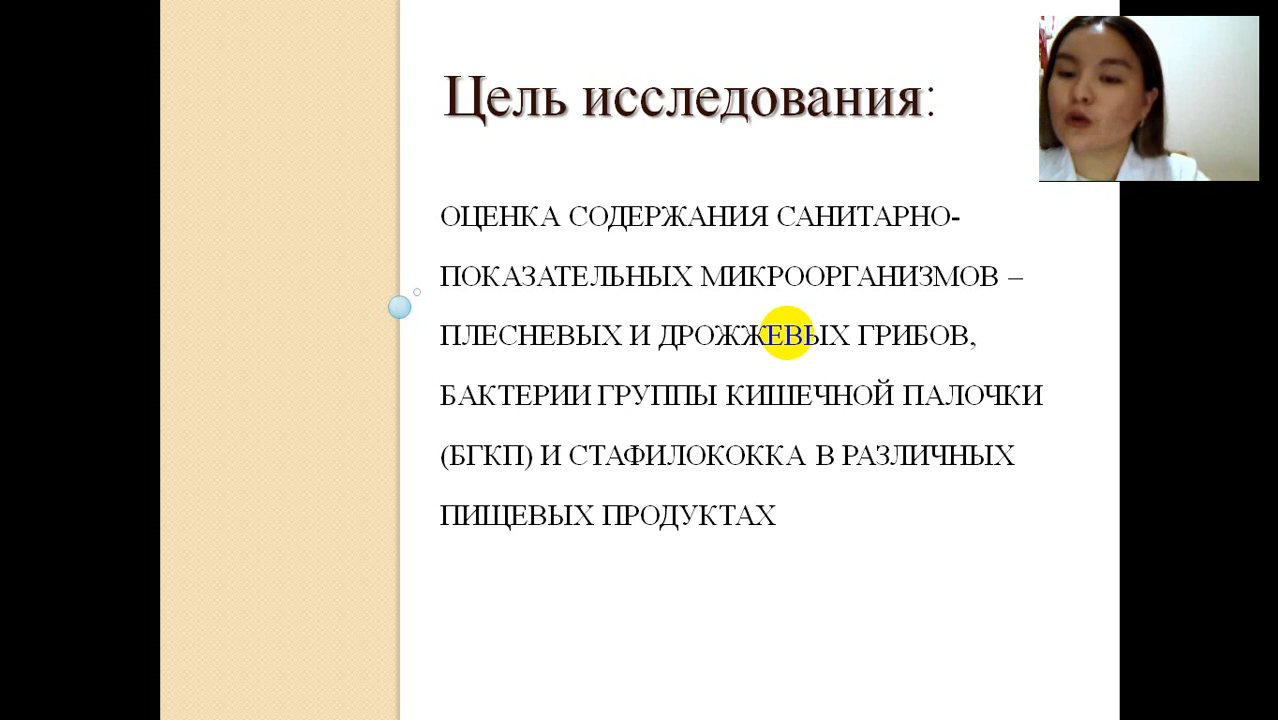 Цель исследования:
ОЦЕНКА СОДЕРЖАНИЯ САНИТАРНО-
ПОКАЗАТЕЛЬНЫХ МИКРООРГАНИЗМОВ –
ПЛЕСНЕВЫХ И ДРОЖЖЕВЫХ ГРИБОВ,
БАКТЕРИИ ГРУППЫ КИШЕЧНОЙ ПАЛОЧКИ
(БГКП) И СТАФИЛОКОККА В РАЗЛИЧНЫХ
ПИЩЕВЫХ ПРОДУКТАХ